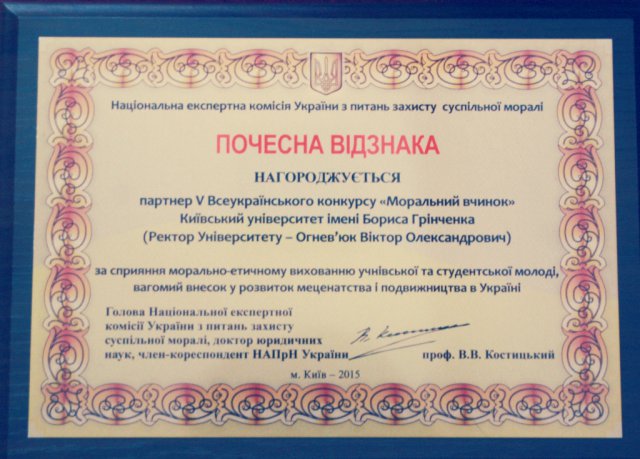 Національна експертна комісія України з питань захисту суспільної моралі
ПОЧЕСНА ВІДЗНАКА
НАГОРОДЖУЄТЬСЯ
партнер V Всеукраїнського конкурсу «Моральний вчинок»
Київський університет імені Бориса Грінченка
(Ректор Університету – Огнев'юк Віктор Олександрович)
за сприяння морально-етичному вихованню учнівської та студентської молоді,
вагомий внесок у розвиток меценатства і подвижництва в Україні
Голова Національної експертної
комісії України з питань захисту
суспільної моралі, доктор юридичних
наук, член-кореспондент НАПрН України проф. В.В. Костицький
м. Київ – 2015